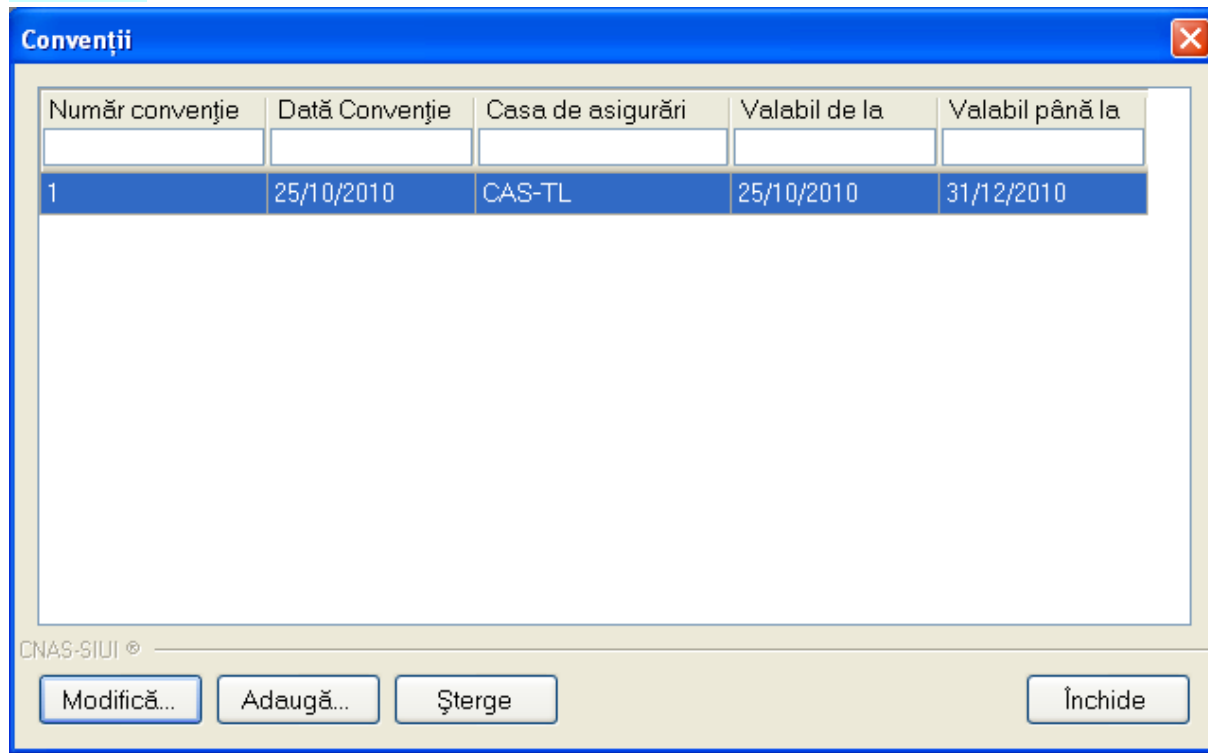 Convenții
Număr convenţie Dată Convenţie Casa de asigurări Valabil de la Valabil până la
1 25/10/2010 CAS-TL 25/10/2010 31/12/2010
CNAS-SIUI ®
Modifică... Adaugă... Şterge Închide